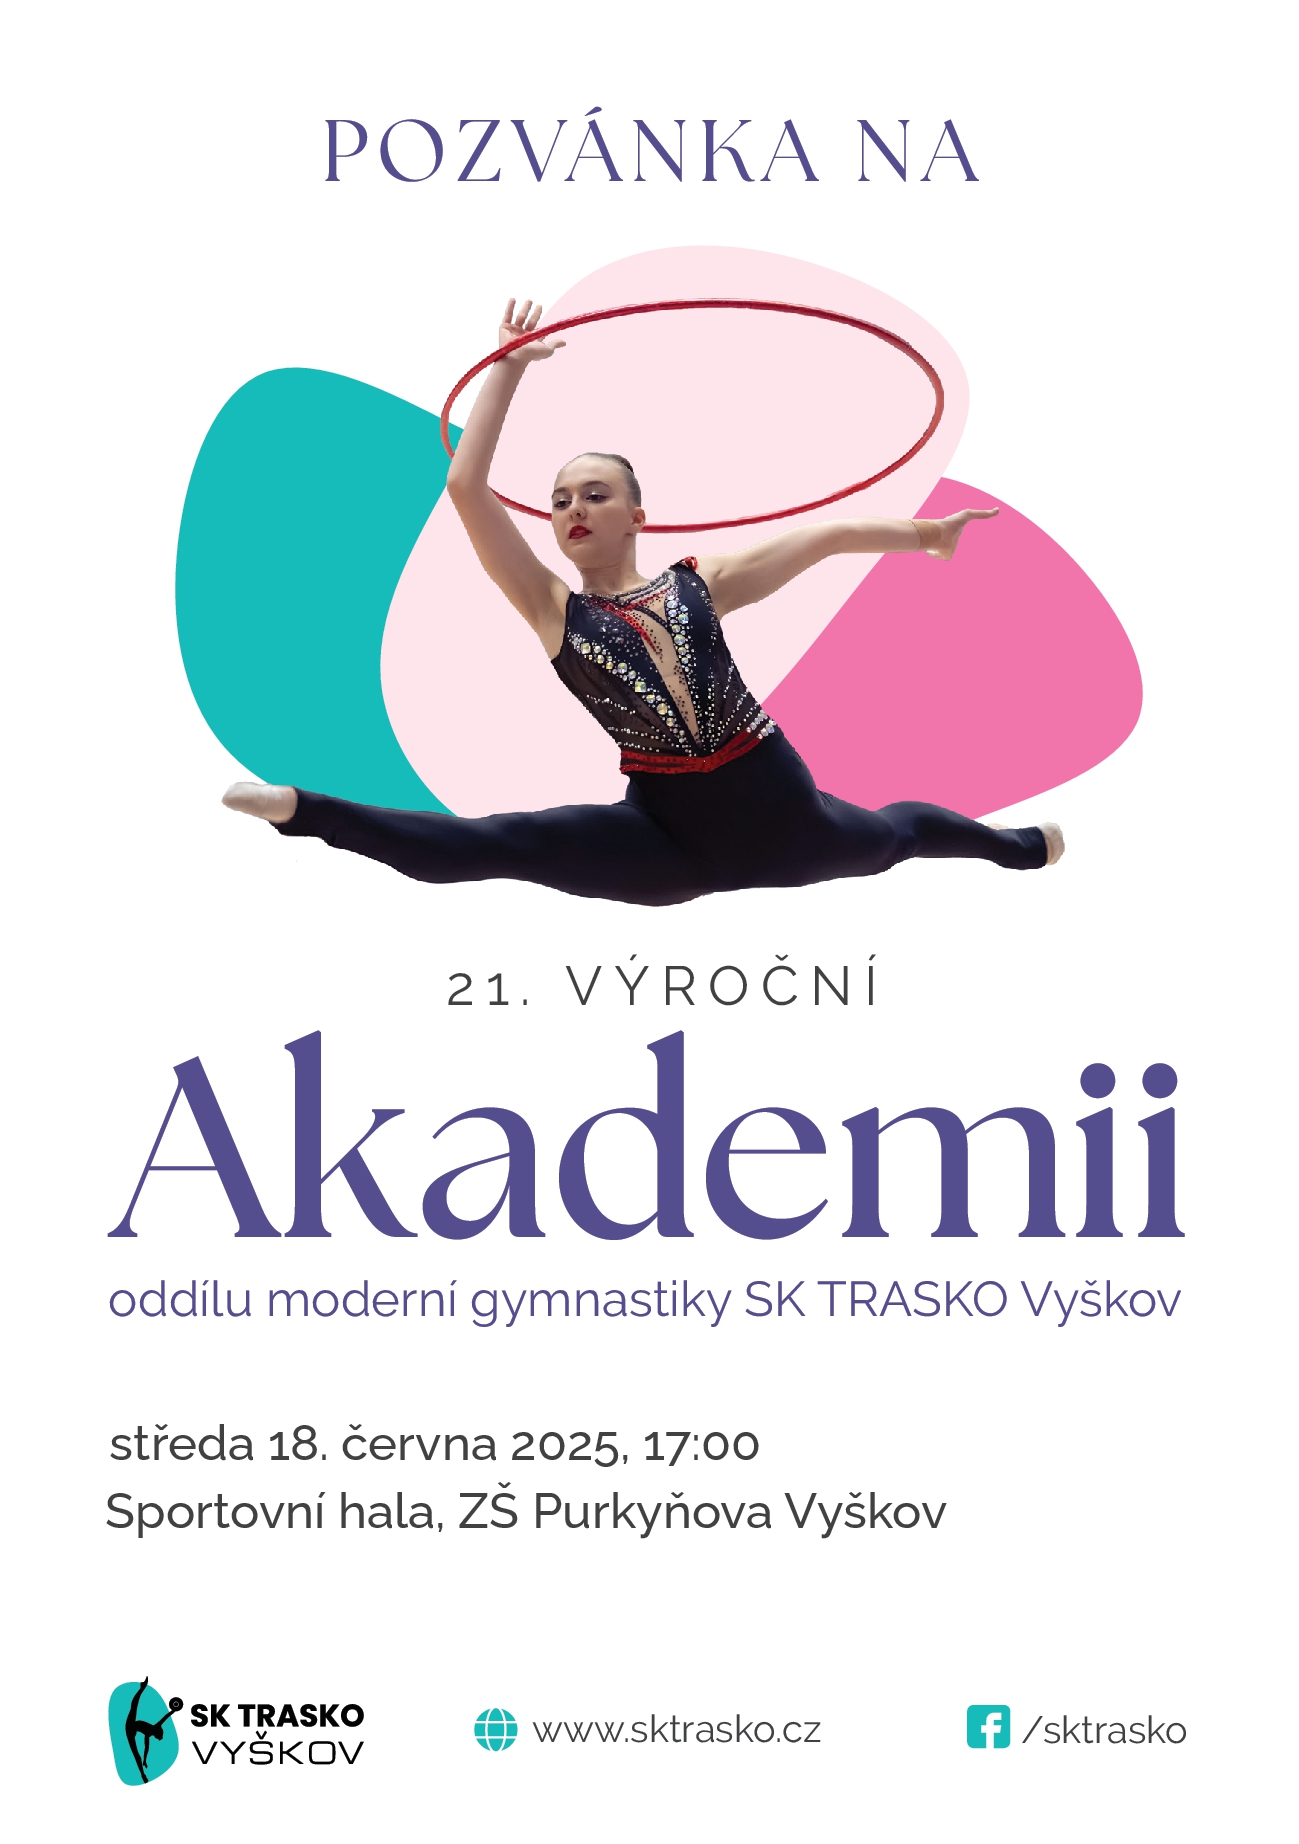 POZVÁNKA NA
21. VÝROČNÍ
Akademii
oddílu moderní gymnastiky SK TRASKO Vyškov
středa 18. června 2025, 17:00
Sportovní hala, ZŠ Purkyňova Vyškov
SK TRASKO
VYŠKOV
www.sktrasko.cz
/sktrasko